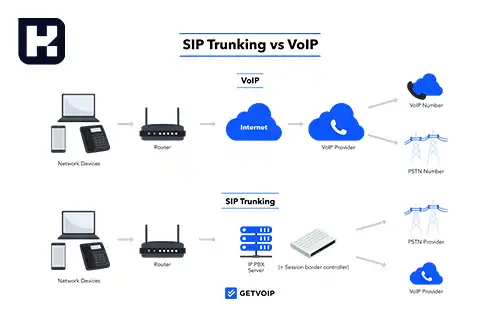 SIP Trunking vs VoIP
VoIP
Network Devices
Router
Internet
VoIP Provider
VoIP Number
PSTN Number
SIP Trunking
Network Devices
Router
IP PBX
Server
(+ Session border controller)
PSTN Provider
VoIP Provider
GETVOIP